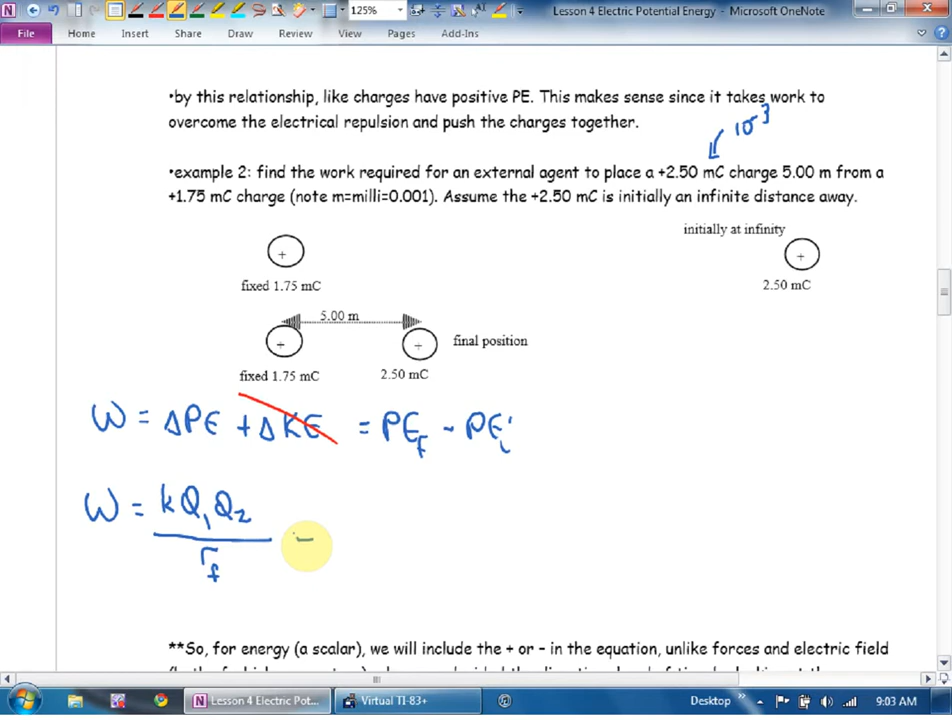 Lesson 4 Electric Potential Energy - Microsoft OneNote
125%
File Home Insert Share Draw Review View Pages Add-Ins
•by this relationship, like charges have positive PE. This makes sense since it takes work to
overcome the electrical repulsion and push the charges together.
10⁻³
•example 2: find the work required for an external agent to place a +2.50 mC charge 5.00 m from a
+1.75 mC charge (note m=milli=0.001). Assume the +2.50 mC is initially an infinite distance away.
initially at infinity
+ +
fixed 1.75 mC 2.50 mC
5.00 m
+ + final position
fixed 1.75 mC 2.50 mC
W = ΔPE + ΔKE = PEf - PEi
W = kQ1Q2
rf
**So, for energy (a scalar), we will include the + or – in the equation, unlike forces and electric field
Lesson 4 Electric Pot... Virtual TI-83+ Desktop 9:03 AM